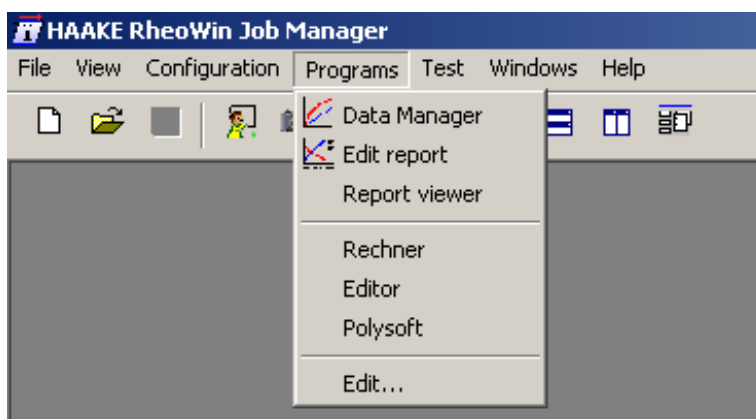 HAAKE RheoWin Job Manager
File View Configuration Programs Test Windows Help
Data Manager
Edit report
Report viewer
Rechner
Editor
Polysoft
Edit...